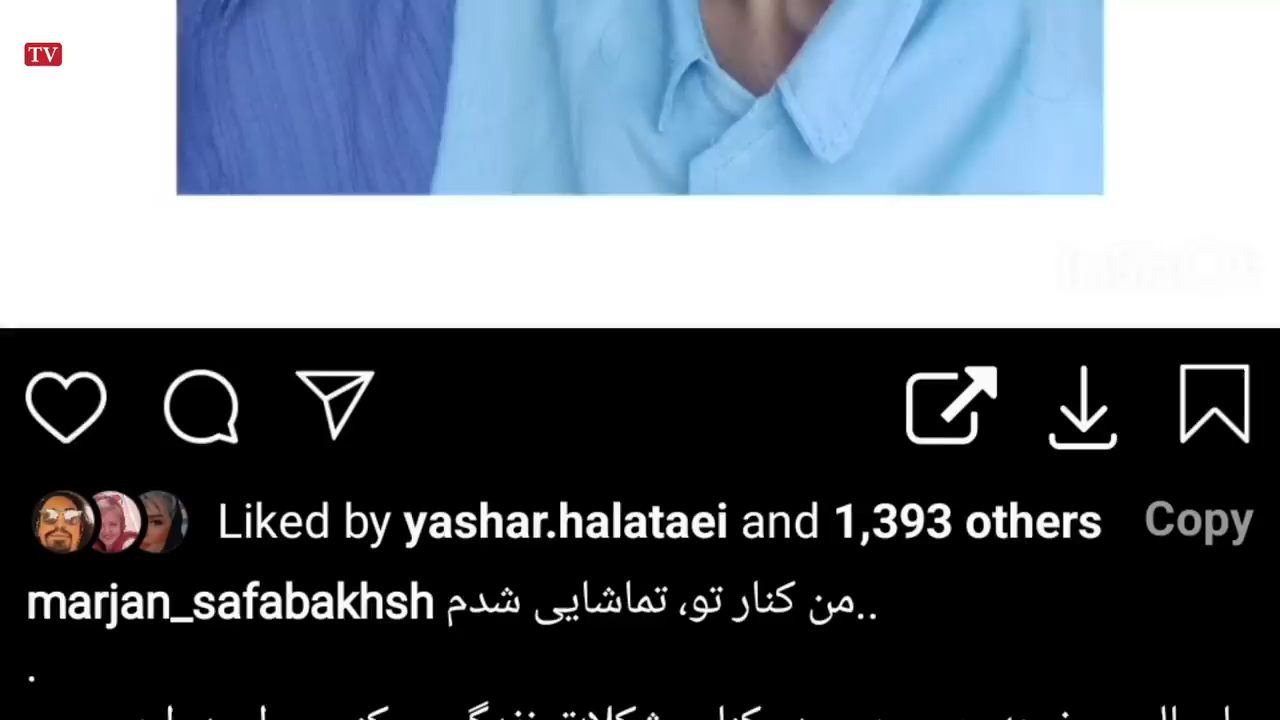 TV
Liked by yashar.halataei and 1,393 others
Copy
marjan_safabakhsh من کنار تو، تماشایی شدم..
.